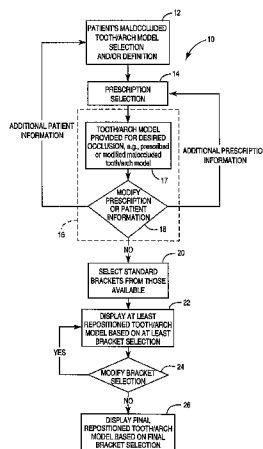 12
PATIENT'S MALOCCLUDED
TOOTH/ARCH MODEL
SELECTION
AND/OR DEFINITION
10
14
PRESCRIPTION
SELECTION
ADDITIONAL PATIENT
INFORMATION
ADDITIONAL PRESCRIPTIO
INFORMATION
TOOTH/ARCH MODEL
PROVIDED FOR DESIRED
OCCLUSION, e.g., prescribed
or modified maloccluded
tooth/arch model
17
MODIFY
PRESCRIPTION
OR PATIENT
INFORMATION
18
16
NO
20
SELECT STANDARD
BRACKETS FROM THOSE
AVAILABLE
22
DISPLAY AT LEAST
REPOSITIONED TOOTH/ARCH
MODEL BASED ON AT LEAST
BRACKET SELECTION
YES
24
MODIFY BRACKET
SELECTION
NO
26
DISPLAY FINAL
REPOSITIONED TOOTH/ARCH
MODEL BASED ON FINAL
BRACKET SELECTION